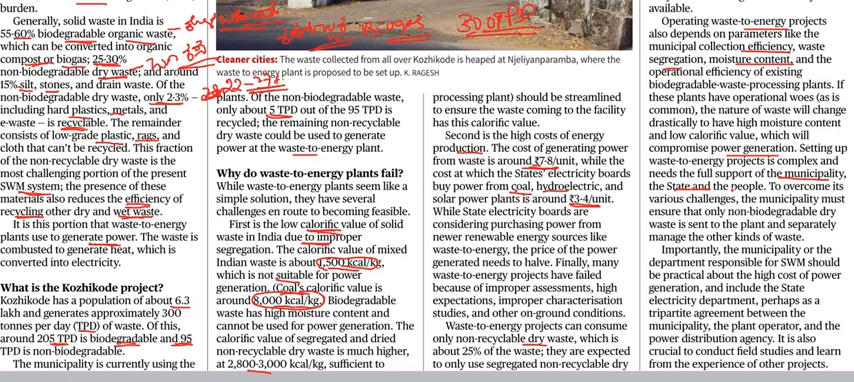 burden.
Generally, solid waste in India is
55-60% biodegradable organic waste,
which can be converted into organic
compost or biogas; 25-30%
non-biodegradable dry waste; and around
15% silt, stones, and drain waste. Of the
non-biodegradable dry waste, only 2-3% –
including hard plastics, metals, and
e-waste – is recyclable. The remainder
consists of low-grade plastic, rags, and
cloth that can't be recycled. This fraction
of the non-recyclable dry waste is the
most challenging portion of the present
SWM system; the presence of these
materials also reduces the efficiency of
recycling other dry and wet waste.
It is this portion that waste-to-energy
plants use to generate power. The waste is
combusted to generate heat, which is
converted into electricity.
What is the Kozhikode project?
Kozhikode has a population of about 6.3
lakh and generates approximately 300
tonnes per day (TPD) of waste. Of this,
around 205 TPD is biodegradable and 95
TPD is non-biodegradable.
The municipality is currently using the
Biogas
Cleaner cities: The waste collected from all over Kozhikode is heaped at Njeliyanparamba, where the
waste to energy plant is proposed to be set up. K. RAGESH
plants. Of the non-biodegradable waste,
only about 5 TPD out of the 95 TPD is
recycled; the remaining non-recyclable
dry waste could be used to generate
power at the waste-to-energy plant.
Why do waste-to-energy plants fail?
While waste-to-energy plants seem like a
simple solution, they have several
challenges en route to becoming feasible.
First is the low calorific value of solid
waste in India due to improper
segregation. The calorific value of mixed
Indian waste is about 1,500 kcal/kg,
which is not suitable for power
generation. (Coal's calorific value is
around 8,000 kcal/kg.) Biodegradable
waste has high moisture content and
cannot be used for power generation. The
calorific value of segregated and dried
non-recyclable dry waste is much higher,
at 2,800-3,000 kcal/kg, sufficient to
processing plant) should be streamlined
to ensure the waste coming to the facility
has this calorific value.
Second is the high costs of energy
production. The cost of generating power
from waste is around ₹7-8/unit, while the
cost at which the States' electricity boards
buy power from coal, hydroelectric, and
solar power plants is around ₹3-4/unit.
While State electricity boards are
considering purchasing power from
newer renewable energy sources like
waste-to-energy, the price of the power
generated needs to halve. Finally, many
waste-to-energy projects have failed
because of improper assessments, high
expectations, improper characterisation
studies, and other on-ground conditions.
Waste-to-energy projects can consume
only non-recyclable dry waste, which is
about 25% of the waste; they are expected
to only use segregated non-recyclable dry
available.
Operating waste-to-energy projects
also depends on parameters like the
municipal collection efficiency, waste
segregation, moisture content, and the
operational efficiency of existing
biodegradable-waste-processing plants. If
these plants have operational woes (as is
common), the nature of waste will change
drastically to have high moisture content
and low calorific value, which will
compromise power generation. Setting up
waste-to-energy projects is complex and
needs the full support of the municipality,
the State and the people. To overcome its
various challenges, the municipality must
ensure that only non-biodegradable dry
waste is sent to the plant and separately
manage the other kinds of waste.
Importantly, the municipality or the
department responsible for SWM should
be practical about the high cost of power
generation, and include the State
electricity department, perhaps as a
tripartite agreement between the
municipality, the plant operator, and the
power distribution agency. It is also
crucial to conduct field studies and learn
from the experience of other projects.